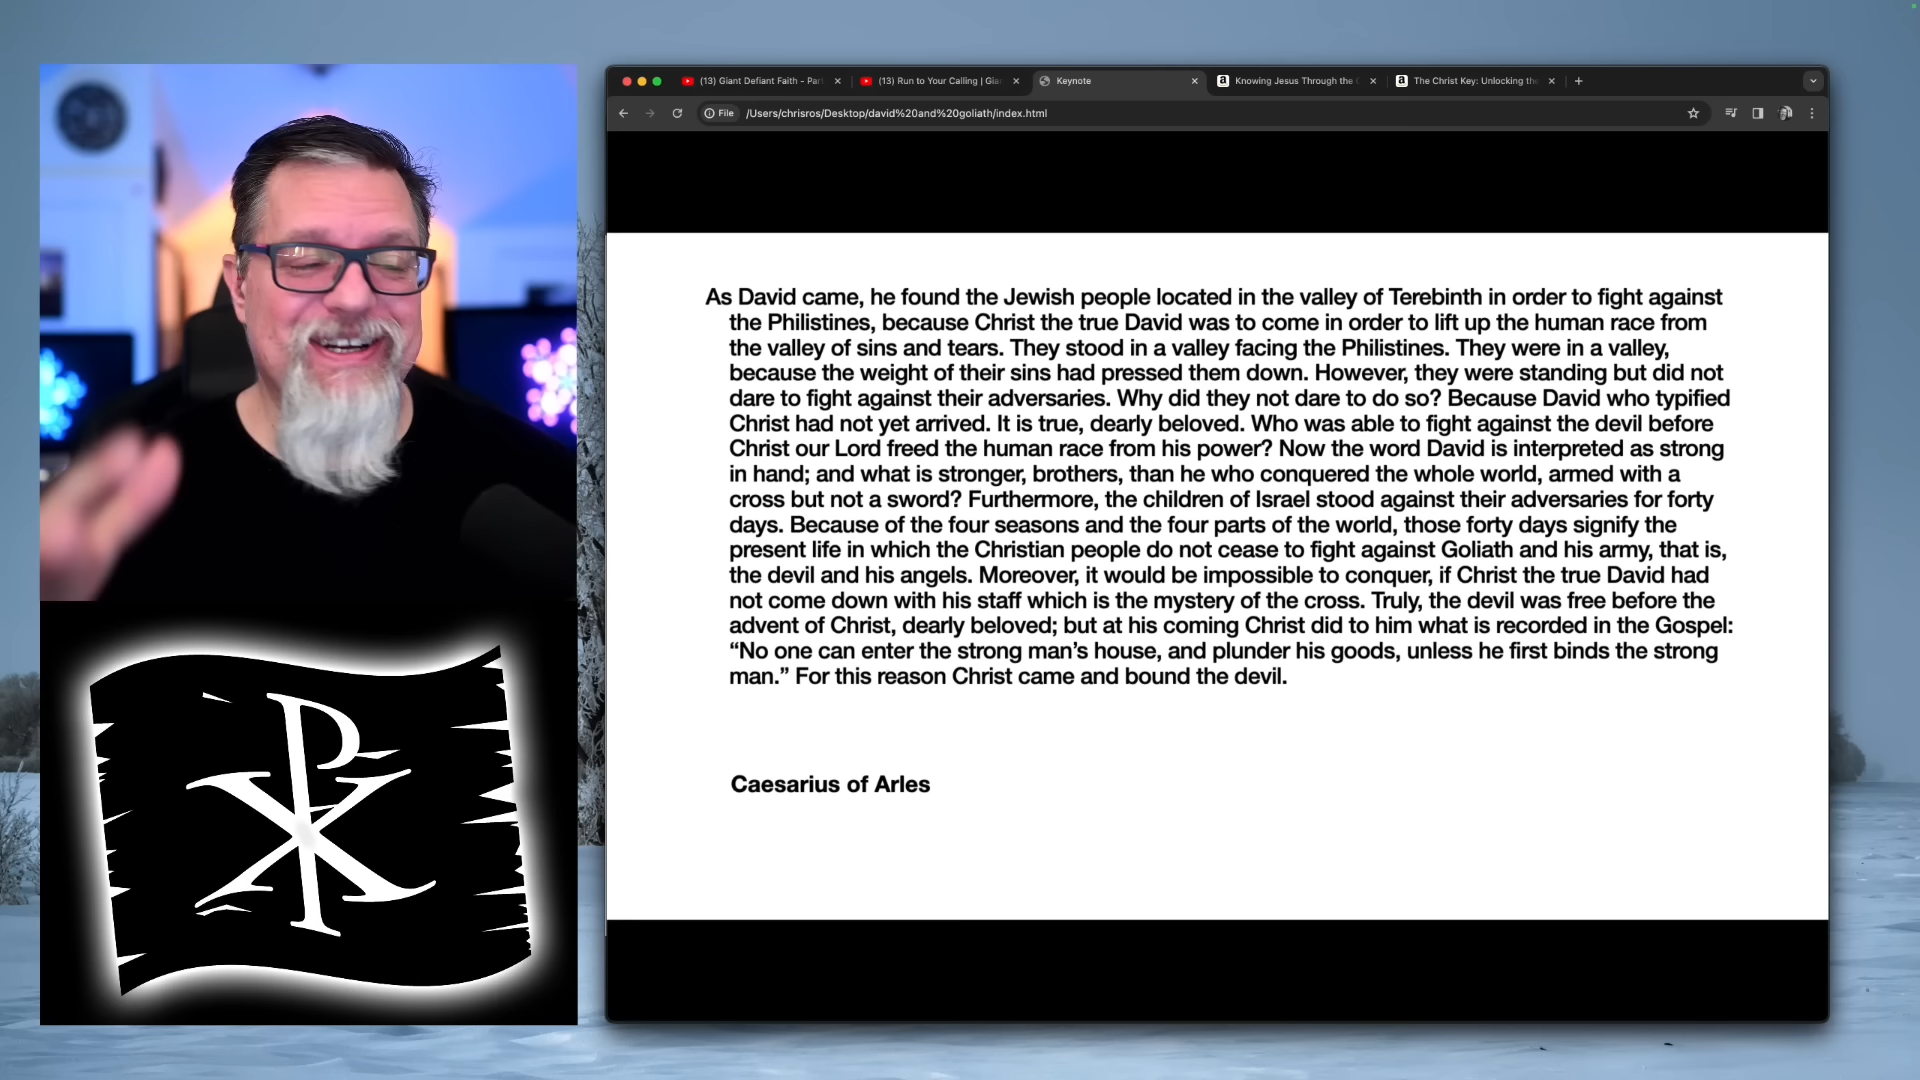 (13) Giant Defiant Faith - Par
(13) Run to Your Calling | Gia
Keynote
Knowing Jesus Through the
The Christ Key: Unlocking the
File
/Users/chrisros/Desktop/david%20and%20goliath/index.html
As David came, he found the Jewish people located in the valley of Terebinth in order to fight against
the Philistines, because Christ the true David was to come in order to lift up the human race from
the valley of sins and tears. They stood in a valley facing the Philistines. They were in a valley,
because the weight of their sins had pressed them down. However, they were standing but did not
dare to fight against their adversaries. Why did they not dare to do so? Because David who typified
Christ had not yet arrived. It is true, dearly beloved. Who was able to fight against the devil before
Christ our Lord freed the human race from his power? Now the word David is interpreted as strong
in hand; and what is stronger, brothers, than he who conquered the whole world, armed with a
cross but not a sword? Furthermore, the children of Israel stood against their adversaries for forty
days. Because of the four seasons and the four parts of the world, those forty days signify the
present life in which the Christian people do not cease to fight against Goliath and his army, that is,
the devil and his angels. Moreover, it would be impossible to conquer, if Christ the true David had
not come down with his staff which is the mystery of the cross. Truly, the devil was free before the
advent of Christ, dearly beloved; but at his coming Christ did to him what is recorded in the Gospel:
“No one can enter the strong man’s house, and plunder his goods, unless he first binds the strong
man.” For this reason Christ came and bound the devil.
Caesarius of Arles